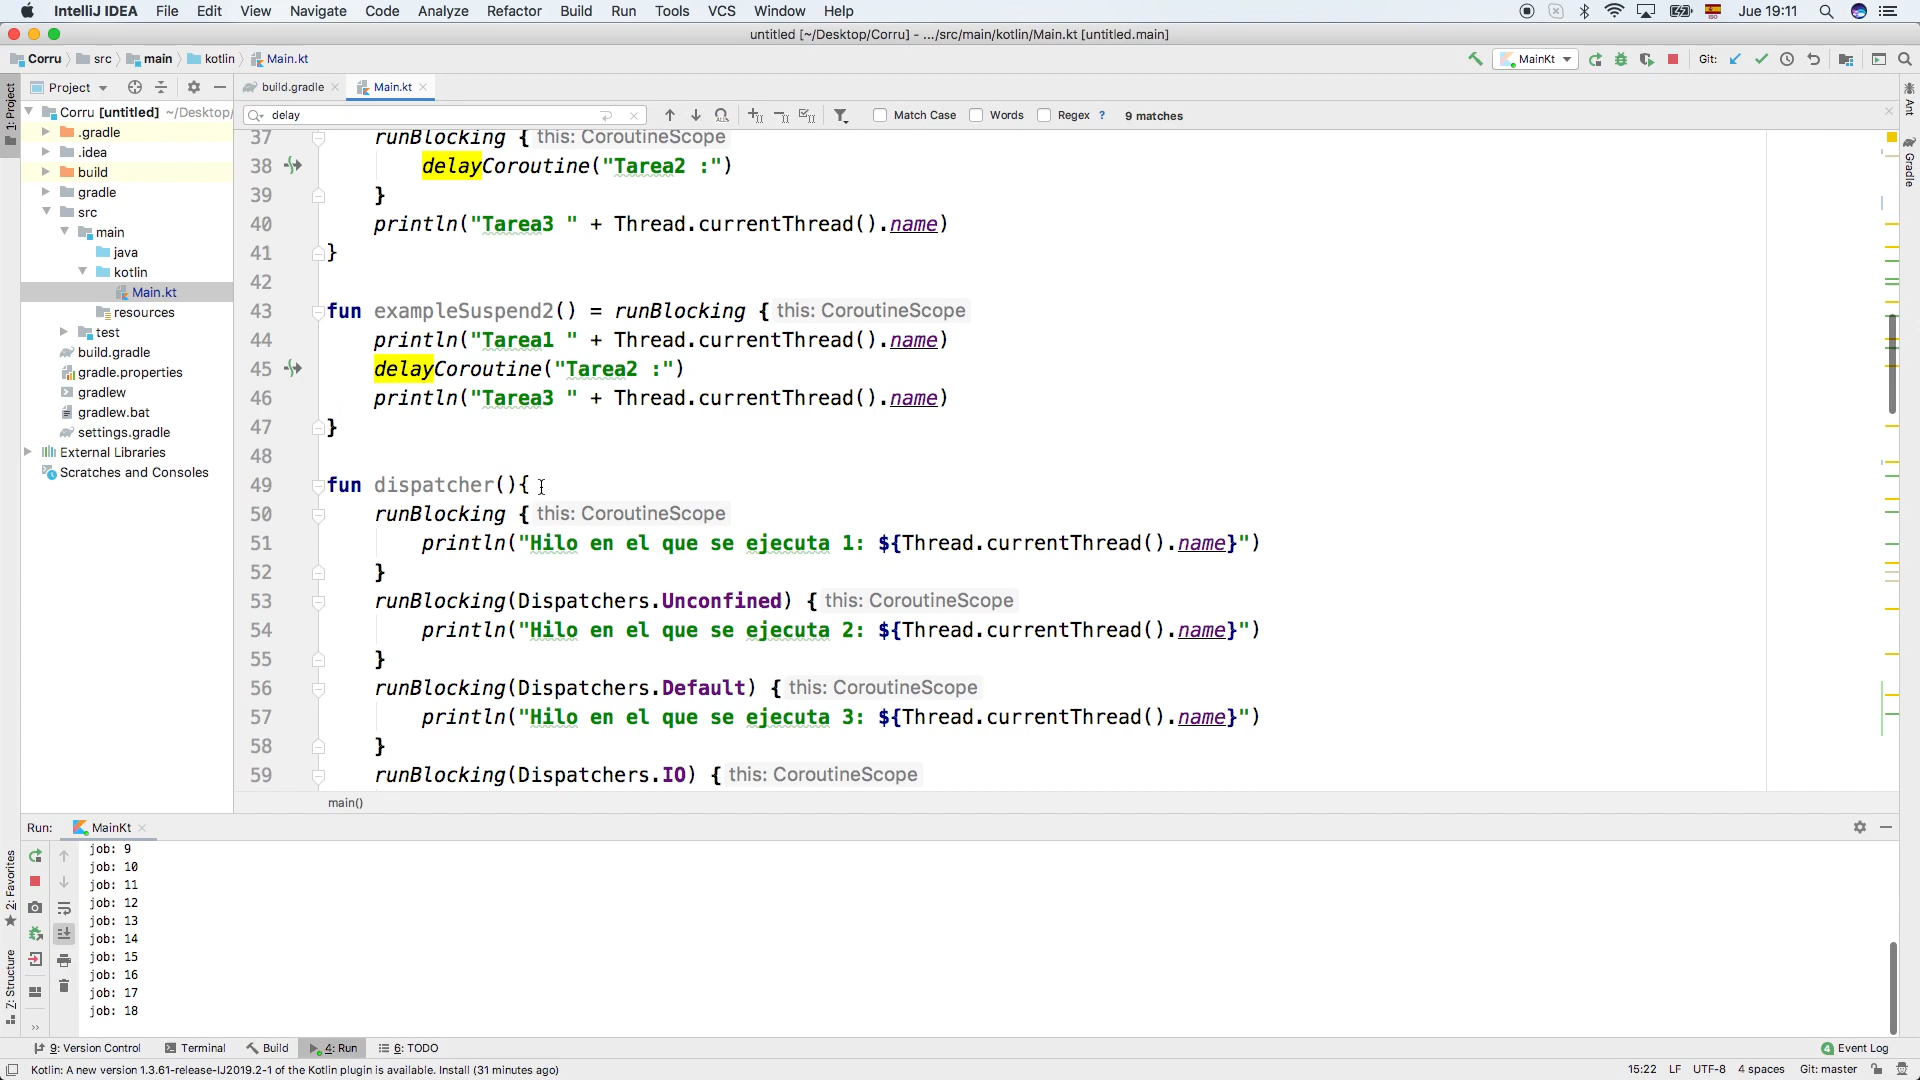 IntelliJ IDEA File Edit View Navigate Code Analyze Refactor Build Run Tools VCS Window Help Jue 19:11
untitled [~/Desktop/Corru] - .../src/main/kotlin/Main.kt [untitled.main]
Corru src main kotlin Main.kt MainKt Git:
1: Project
Project build.gradle Main.kt Ant
Corru [untitled] ~/Desktop/ delay Match Case Words Regex ? 9 matches
.gradle
.idea
build
gradle
src
main
java
kotlin
Main.kt
resources
test
build.gradle
gradle.properties
gradlew
gradlew.bat
settings.gradle
External Libraries
Scratches and Consoles
Gradle
37 runBlocking { this: CoroutineScope
38 delayCoroutine("Tarea2 :")
39 }
40 println("Tarea3 " + Thread.currentThread().name)
41 }
42
43 fun exampleSuspend2() = runBlocking { this: CoroutineScope
44 println("Tarea1 " + Thread.currentThread().name)
45 delayCoroutine("Tarea2 :")
46 println("Tarea3 " + Thread.currentThread().name)
47 }
48
49 fun dispatcher(){
50 runBlocking { this: CoroutineScope
51 println("Hilo en el que se ejecuta 1: ${Thread.currentThread().name}")
52 }
53 runBlocking(Dispatchers.Unconfined) { this: CoroutineScope
54 println("Hilo en el que se ejecuta 2: ${Thread.currentThread().name}")
55 }
56 runBlocking(Dispatchers.Default) { this: CoroutineScope
57 println("Hilo en el que se ejecuta 3: ${Thread.currentThread().name}")
58 }
59 runBlocking(Dispatchers.IO) { this: CoroutineScope
main()
Run: MainKt
job: 9
job: 10
job: 11
job: 12
job: 13
job: 14
job: 15
job: 16
job: 17
job: 18
2: Favorites
7: Structure
9: Version Control Terminal Build 4: Run 6: TODO 4 Event Log
Kotlin: A new version 1.3.61-release-IJ2019.2-1 of the Kotlin plugin is available. Install (31 minutes ago) 15:22 LF UTF-8 4 spaces Git: master